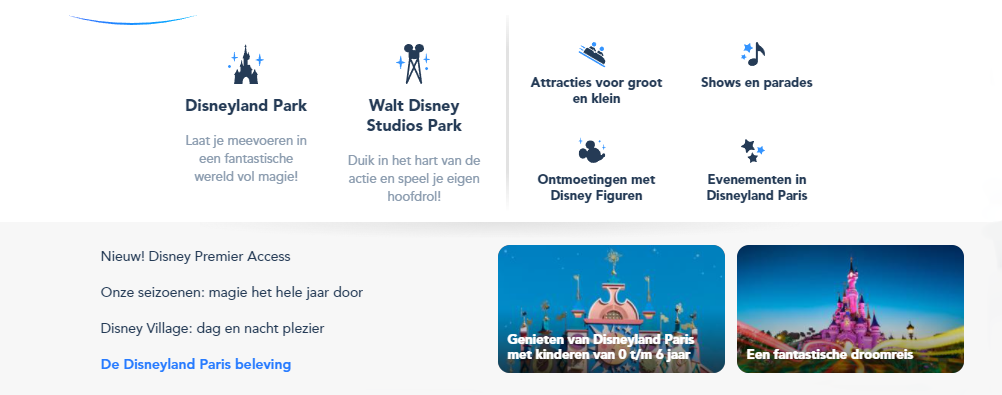 Disneyland Park
Laat je meevoeren in
een fantastische
wereld vol magie!
Walt Disney
Studios Park
Duik in het hart van de
actie en speel je eigen
hoofdrol!
Attracties voor groot
en klein
Shows en parades
Ontmoetingen met
Disney Figuren
Evenementen in
Disneyland Paris
Nieuw! Disney Premier Access
Onze seizoenen: magie het hele jaar door
Disney Village: dag en nacht plezier
De Disneyland Paris beleving
Genieten van Disneyland Paris
met kinderen van 0 t/m 6 jaar
Een fantastische droomreis